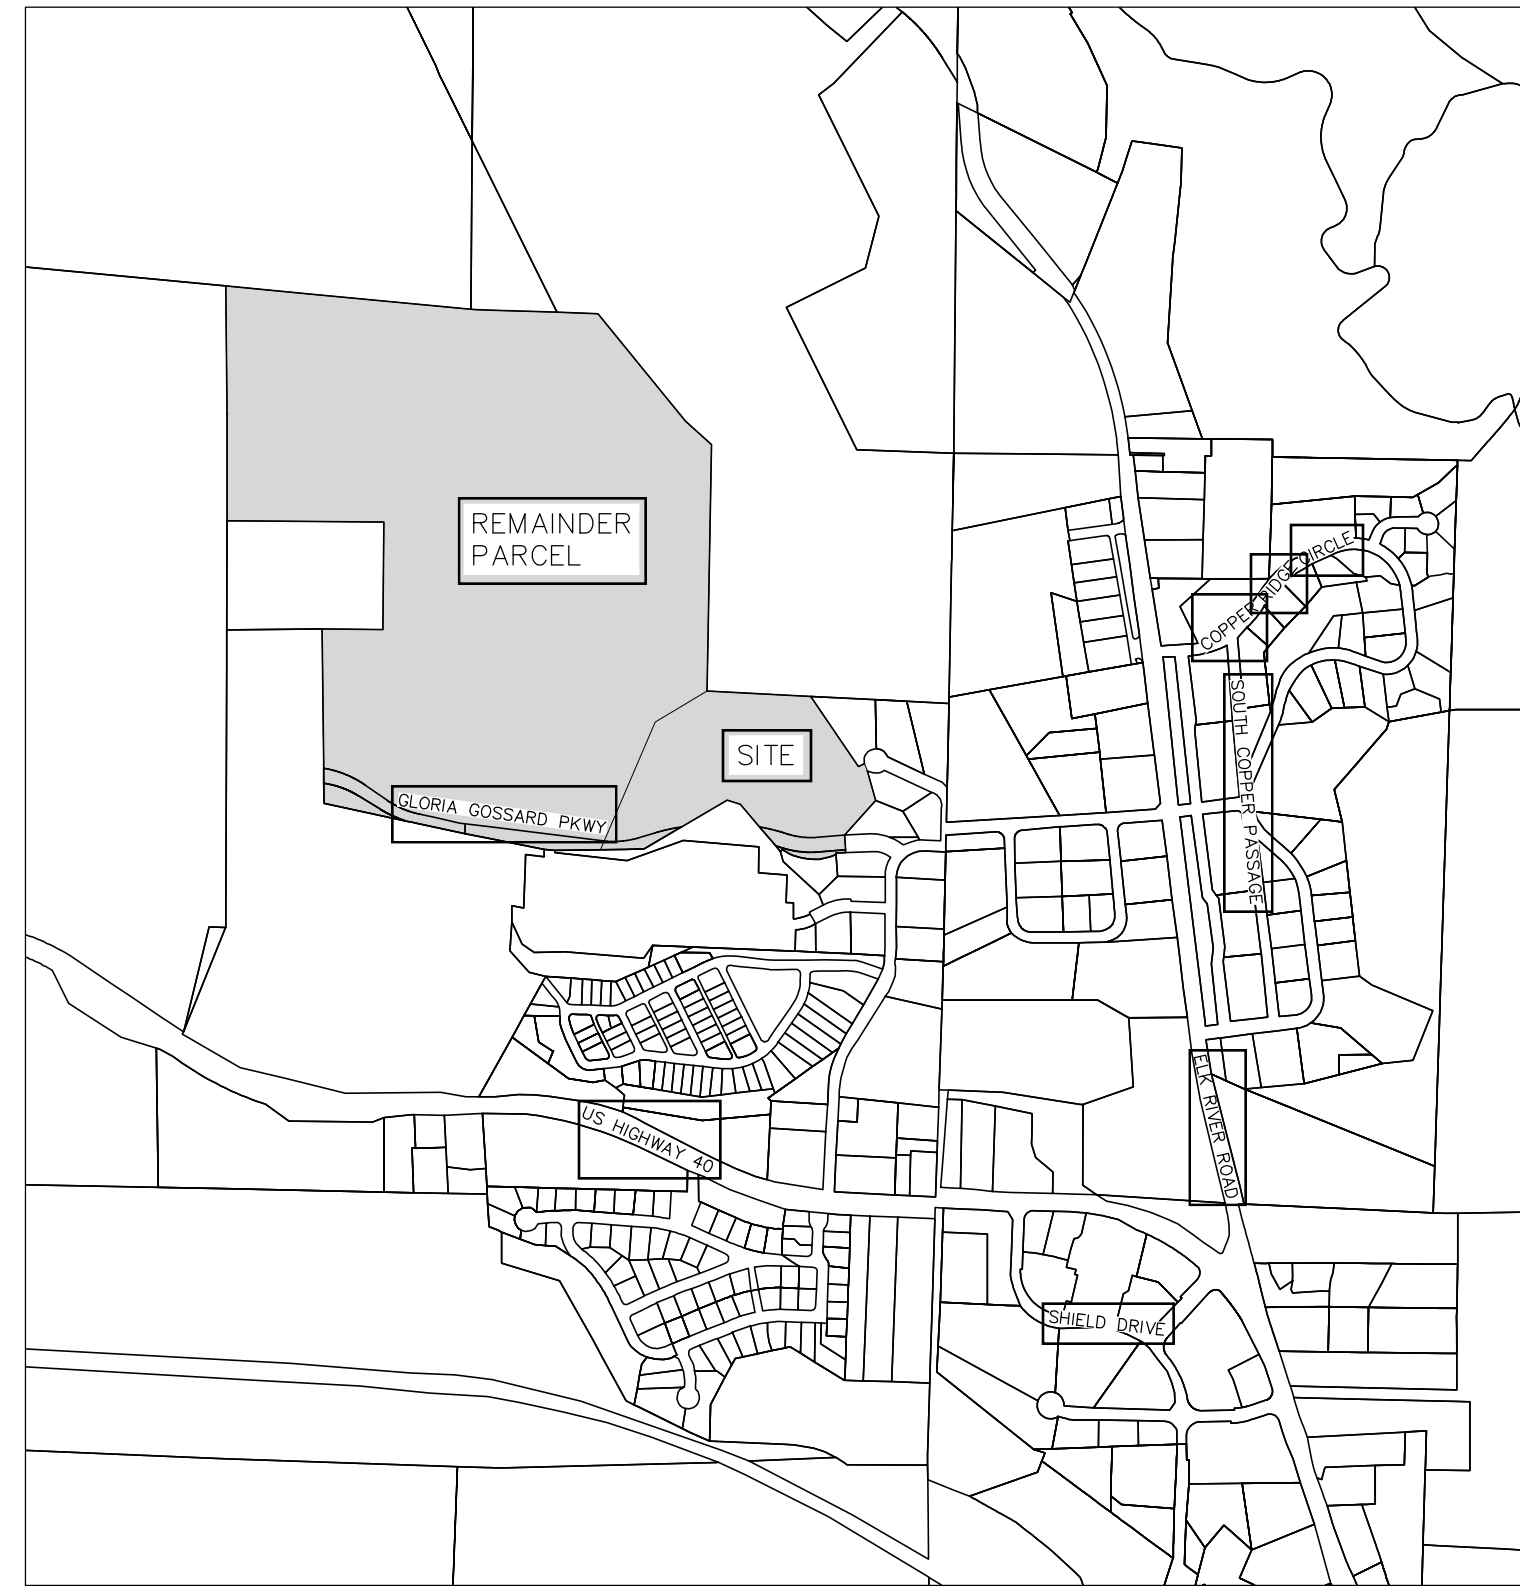 REMAINDER
PARCEL
COPPER RIDGE CIRCLE
SITE
SOUTH COPPER PASSAGE
GLORIA GOSSARD PKWY
ELK RIVER ROAD
US HIGHWAY 40
SHIELD DRIVE